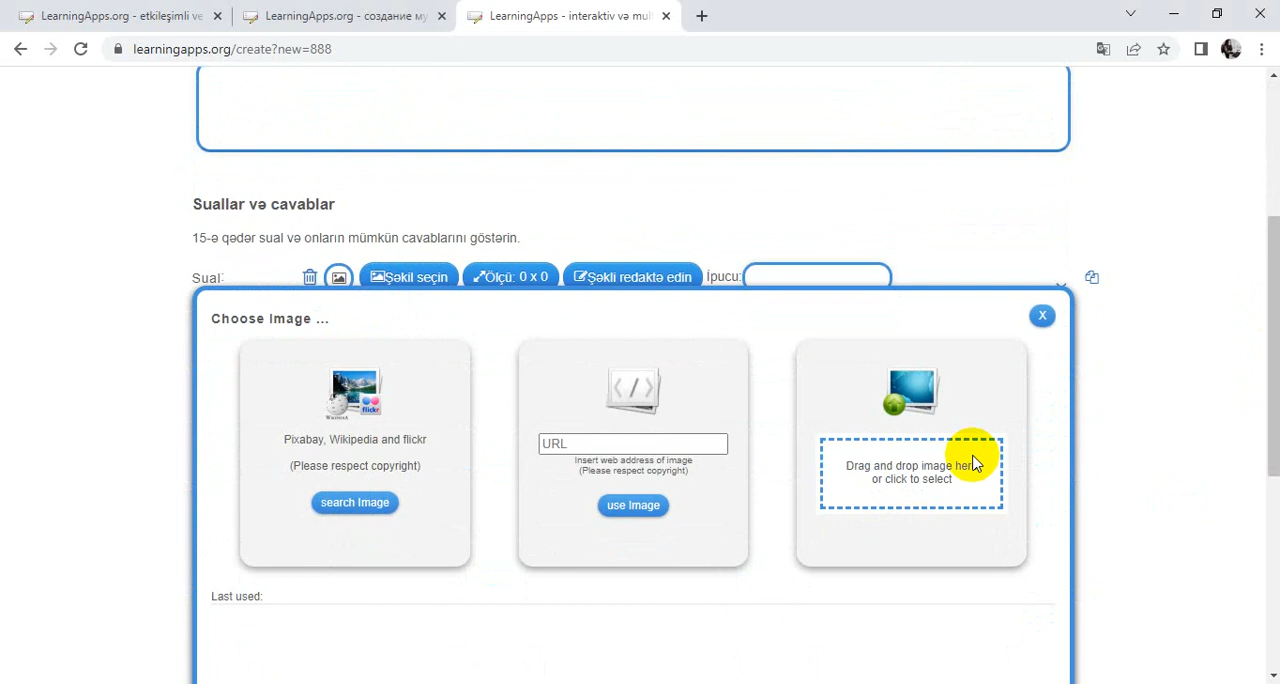 LearningApps.org - etkileşimli ve
LearningApps.org - создание му
LearningApps - interaktiv və mul
learningapps.org/create?new=888
Suallar və cavablar
15-ə qədər sual və onların mümkün cavablarını göstərin.
Sual: Şəkil seçin Ölçü: 0 x 0 Şəkli redaktə edin İpucu:
Choose Image ...
X
Pixabay, Wikipedia and flickr
(Please respect copyright)
search Image
URL
Insert web address of image
(Please respect copyright)
use Image
Drag and drop image here
or click to select
Last used: